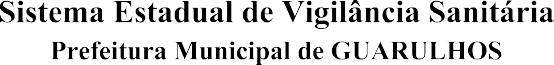 Sistema Estadual de Vigilância Sanitária
Prefeitura Municipal de GUARULHOS